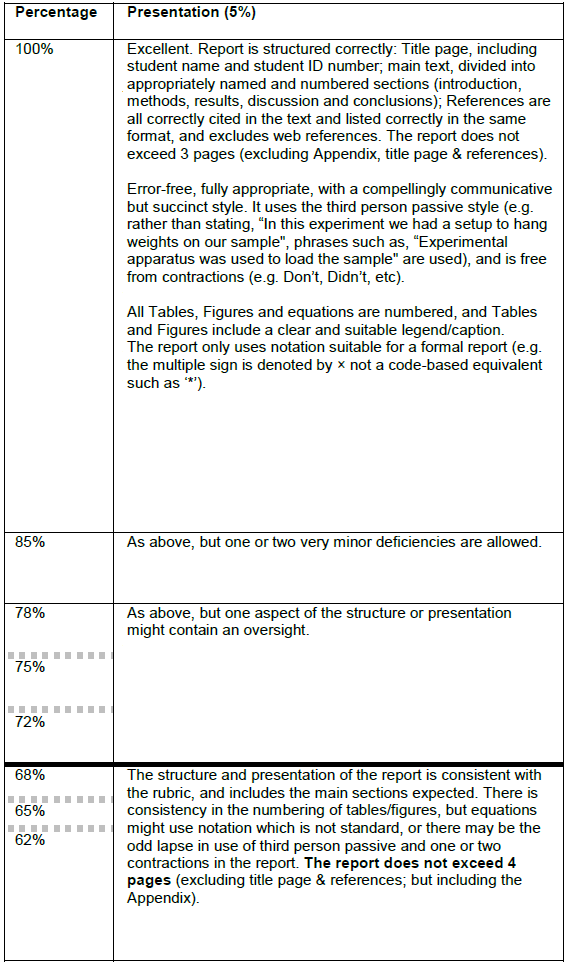 Percentage Presentation (5%)
100% Excellent. Report is structured correctly: Title page, including
student name and student ID number; main text, divided into
appropriately named and numbered sections (introduction,
methods, results, discussion and conclusions); References are
all correctly cited in the text and listed correctly in the same
format, and excludes web references. The report does not
exceed 3 pages (excluding Appendix, title page & references).
Error-free, fully appropriate, with a compellingly communicative
but succinct style. It uses the third person passive style (e.g.
rather than stating, “In this experiment we had a setup to hang
weights on our sample", phrases such as, “Experimental
apparatus was used to load the sample" are used), and is free
from contractions (e.g. Don’t, Didn’t, etc).
All Tables, Figures and equations are numbered, and Tables
and Figures include a clear and suitable legend/caption.
The report only uses notation suitable for a formal report (e.g.
the multiple sign is denoted by × not a code-based equivalent
such as ‘*’).
85% As above, but one or two very minor deficiencies are allowed.
78% As above, but one aspect of the structure or presentation
might contain an oversight.
75%
72%
68% The structure and presentation of the report is consistent with
the rubric, and includes the main sections expected. There is
65% consistency in the numbering of tables/figures, but equations
62% might use notation which is not standard, or there may be the
odd lapse in use of third person passive and one or two
contractions in the report. The report does not exceed 4
pages (excluding title page & references; but including the
Appendix).